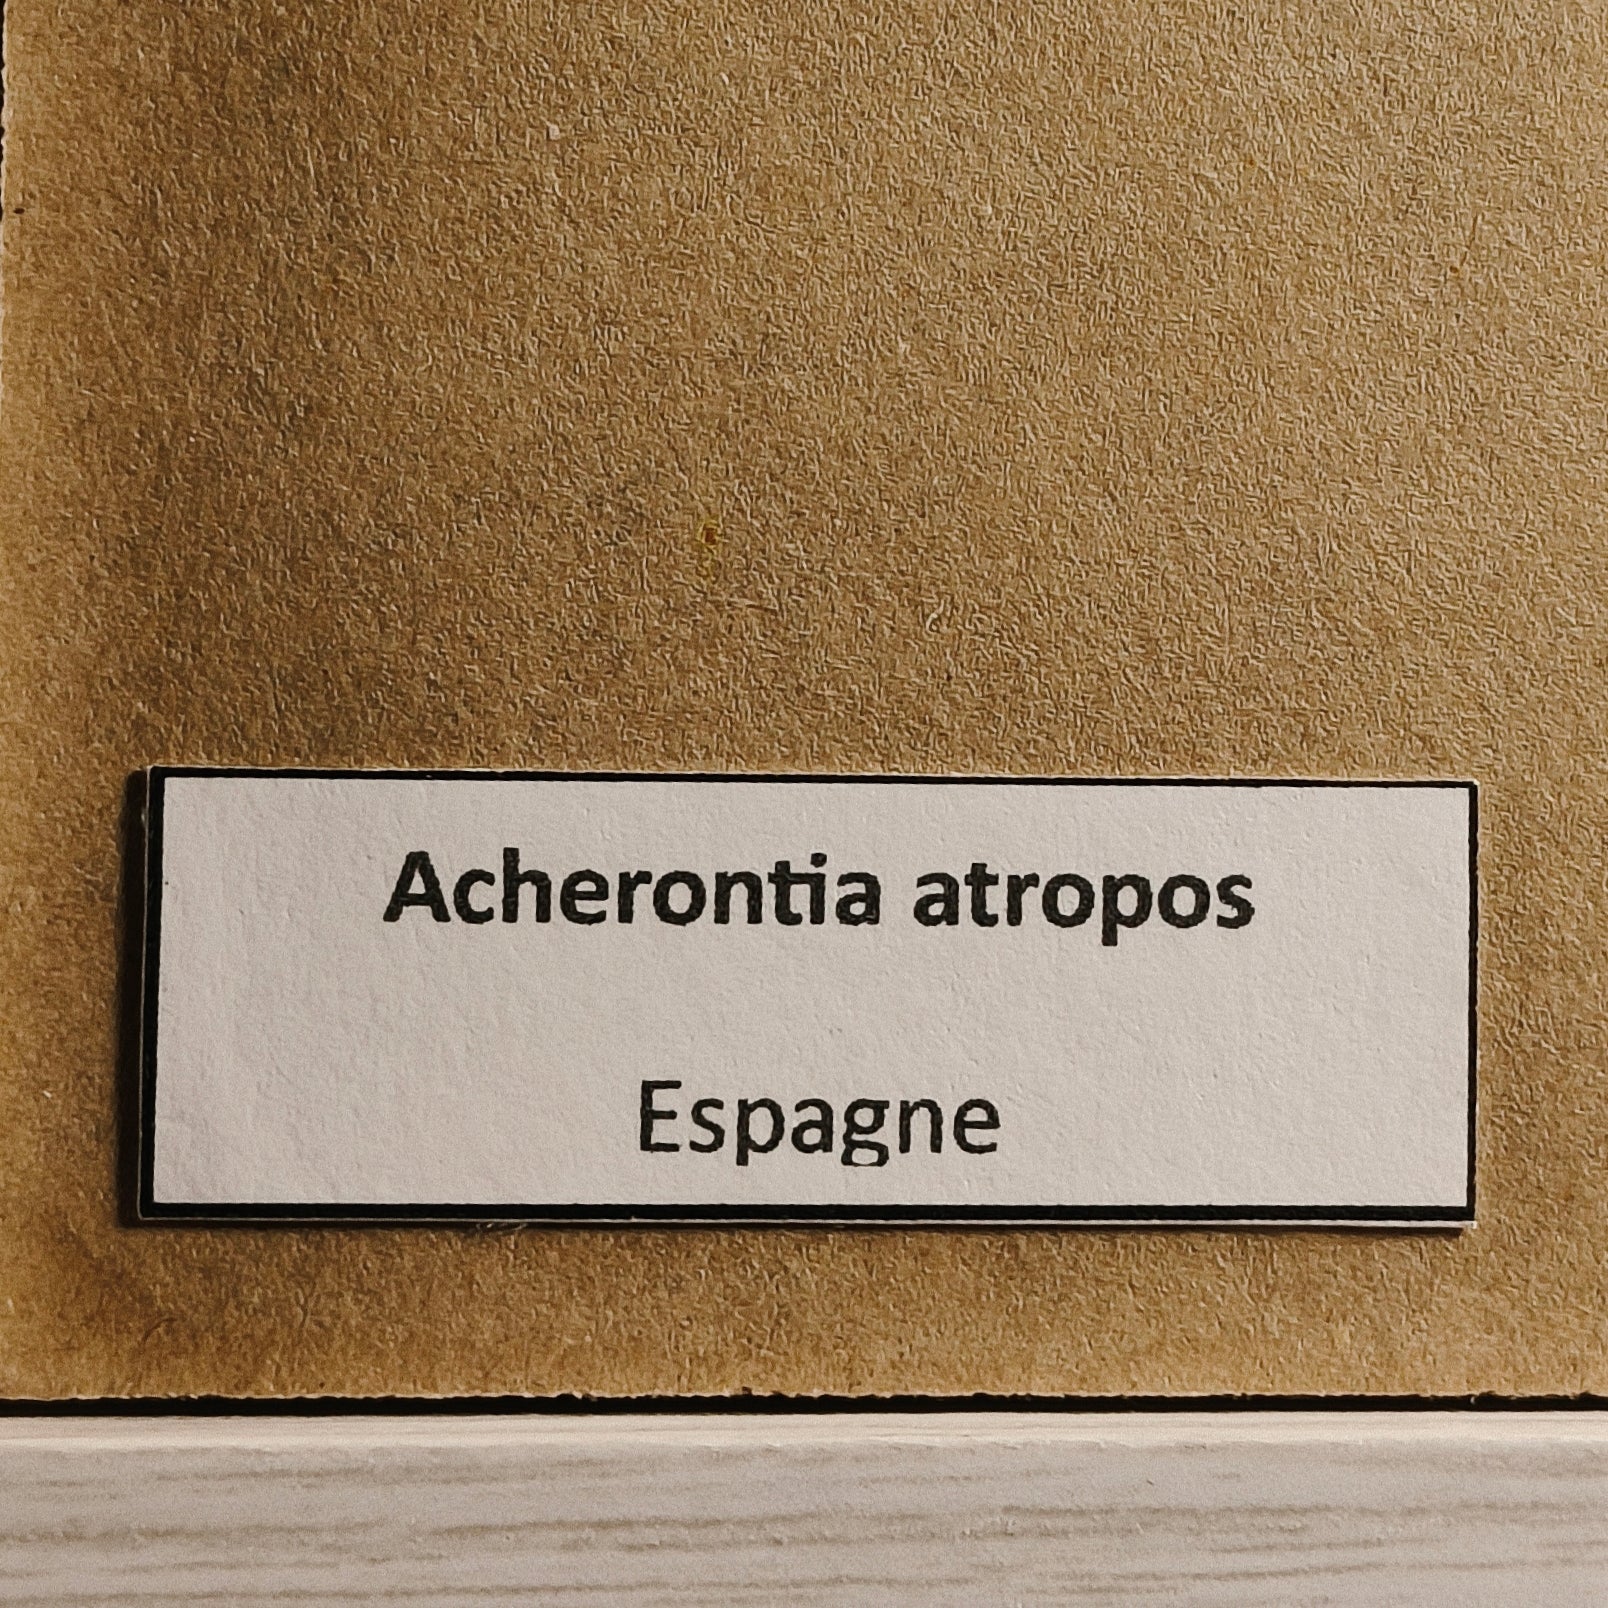 Acherontia atropos
Espagne